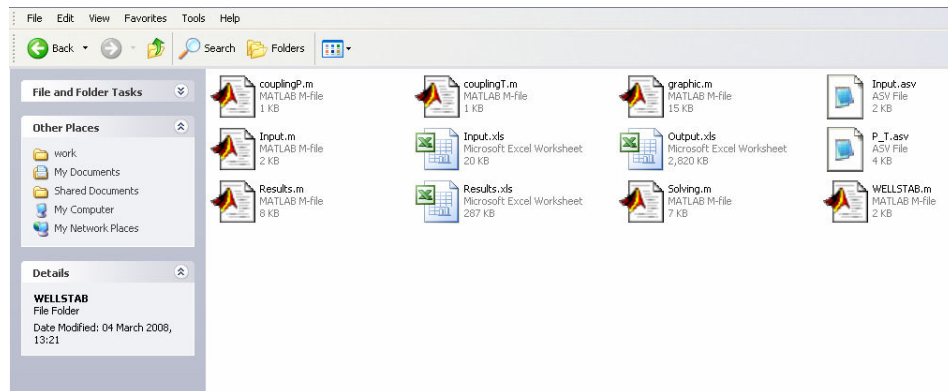 File Edit View Favorites Tools Help
Back Search Folders
File and Folder Tasks
Other Places
work
My Documents
Shared Documents
My Computer
My Network Places
Details
WELLSTAB
File Folder
Date Modified: 04 March 2008,
13:21
couplingP.m
MATLAB M-file
1 KB
couplingT.m
MATLAB M-file
1 KB
graphic.m
MATLAB M-file
15 KB
Input.asv
ASV File
2 KB
Input.m
MATLAB M-file
2 KB
Input.xls
Microsoft Excel Worksheet
20 KB
Output.xls
Microsoft Excel Worksheet
2,820 KB
P_T.asv
ASV File
4 KB
Results.m
MATLAB M-file
8 KB
Results.xls
Microsoft Excel Worksheet
287 KB
Solving.m
MATLAB M-file
7 KB
WELLSTAB.m
MATLAB M-file
2 KB